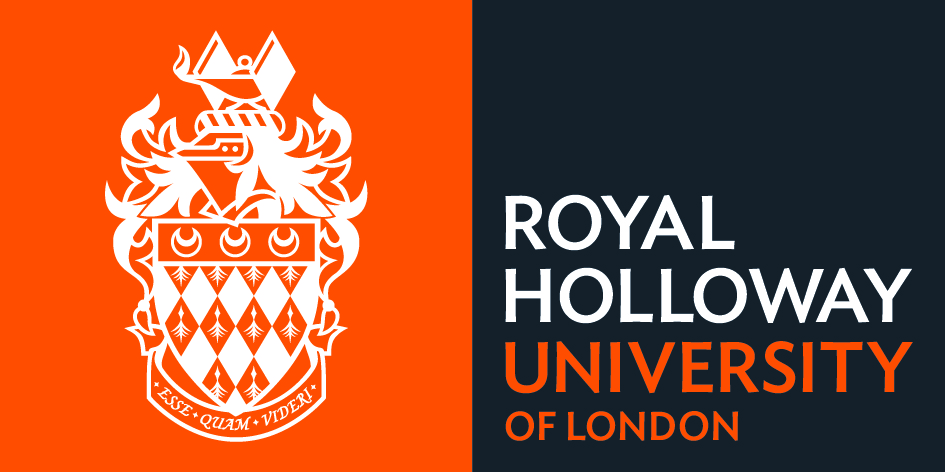 ESSE QUAM VIDERI
ROYAL
HOLLOWAY
UNIVERSITY
OF LONDON